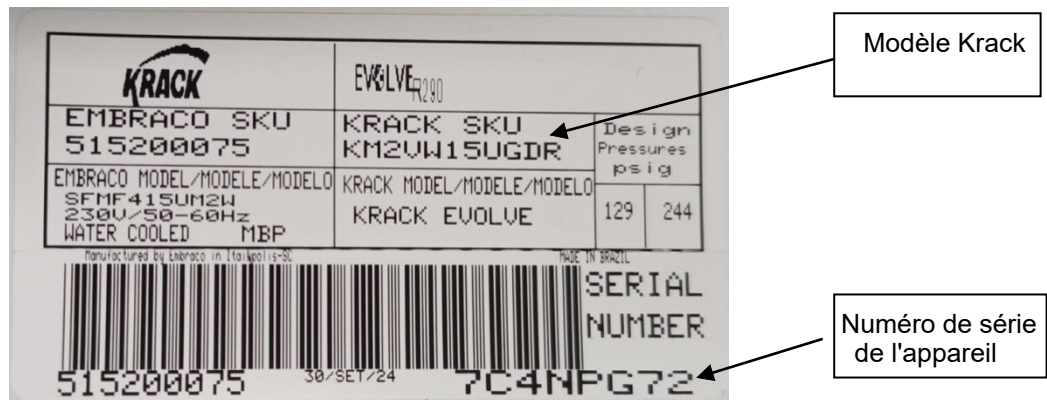 KRACK
EVOLVE R290
EMBRACO SKU
515200075
KRACK SKU
KM2VW15UGDR
Design
Pressures
psig
EMBRACO MODEL/MODELE/MODELO
SFMF415UM2W
230V/50-60Hz
WATER COOLED MBP
KRACK MODEL/MODELE/MODELO
KRACK EVOLVE
129 244
Manufactured by Embraco in Itaiópolis-SC
MADE IN BRAZIL
SERIAL
NUMBER
515200075
30/SET/24
7C4NPG72
Modèle Krack
Numéro de série
de l'appareil